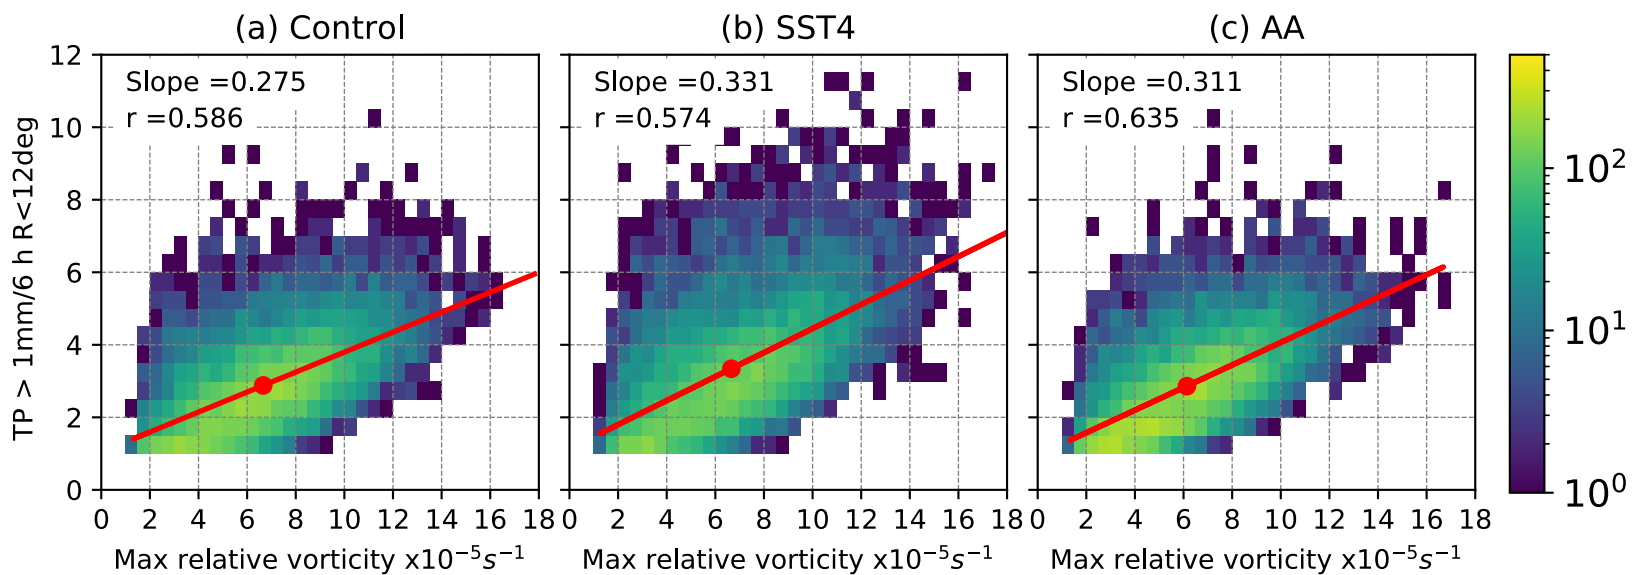 (a) Control
(b) SST4
(c) AA
TP > 1mm/6 h R<12deg
12
10
8
6
4
2
0
Slope =0.275
r =0.586
Slope =0.331
r =0.574
Slope =0.311
r =0.635
10²
10¹
10⁰
0 2 4 6 8 10 12 14 16 18
0 2 4 6 8 10 12 14 16 18
0 2 4 6 8 10 12 14 16 18
Max relative vorticity x10⁻⁵s⁻¹
Max relative vorticity x10⁻⁵s⁻¹
Max relative vorticity x10⁻⁵s⁻¹